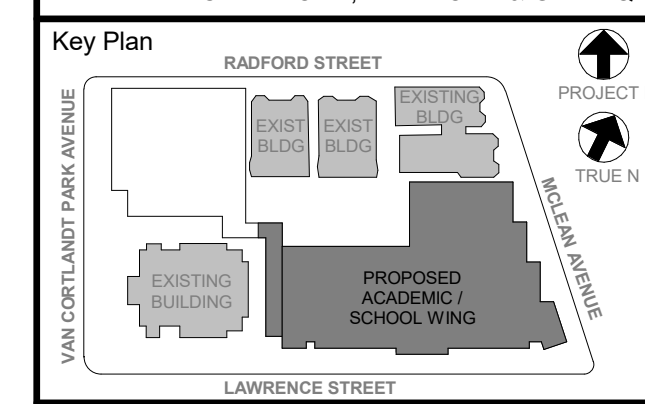 Key Plan
RADFORD STREET
PROJECT
TRUE N
VAN CORTLANDT PARK AVENUE
EXIST
BLDG
EXIST
BLDG
EXISTING
BLDG
MCLEAN AVENUE
EXISTING
BUILDING
PROPOSED
ACADEMIC /
SCHOOL WING
LAWRENCE STREET